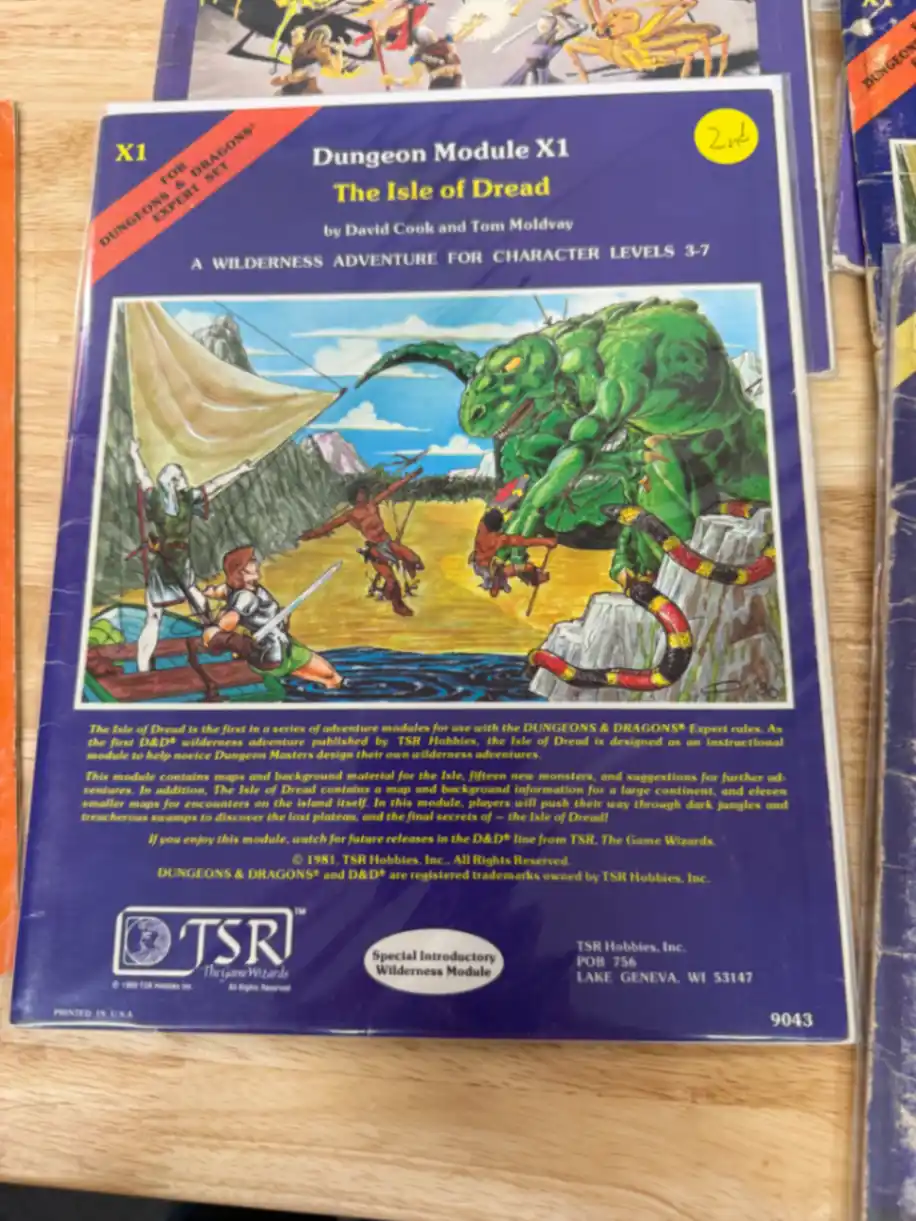 X1
FOR
DUNGEONS & DRAGONS®
EXPERT SET
Dungeon Module X1
The Isle of Dread
by David Cook and Tom Moldvay
A WILDERNESS ADVENTURE FOR CHARACTER LEVELS 3-7
2nd
X1
DUNGEON
The Isle of Dread is the first in a series of adventure modules for use with the DUNGEONS & DRAGONS® Expert rules. As
the first D&D® wilderness adventure published by TSR Hobbies, the Isle of Dread is designed as an instructional
module to help novice Dungeon Masters design their own wilderness adventures.
This module contains maps and background material for the Isle, fifteen new monsters, and suggestions for further ad-
ventures. In addition, The Isle of Dread contains a map and background information for a large continent, and eleven
smaller maps for encounters on the island itself. In this module, players will push their way through dark jungles and
treacherous swamps to discover the lost plateau, and the final secrets of — the Isle of Dread!
If you enjoy this module, watch for future releases in the D&D® line from TSR, The Game Wizards.
© 1981, TSR Hobbies, Inc., All Rights Reserved.
DUNGEONS & DRAGONS® and D&D® are registered trademarks owned by TSR Hobbies, Inc.
TSR™
The Game Wizards
© 1980 TSR Hobbies Inc. All Rights Reserved
Special Introductory
Wilderness Module
TSR Hobbies, Inc.
POB 756
LAKE GENEVA, WI 53147
PRINTED IN U.S.A.
9043